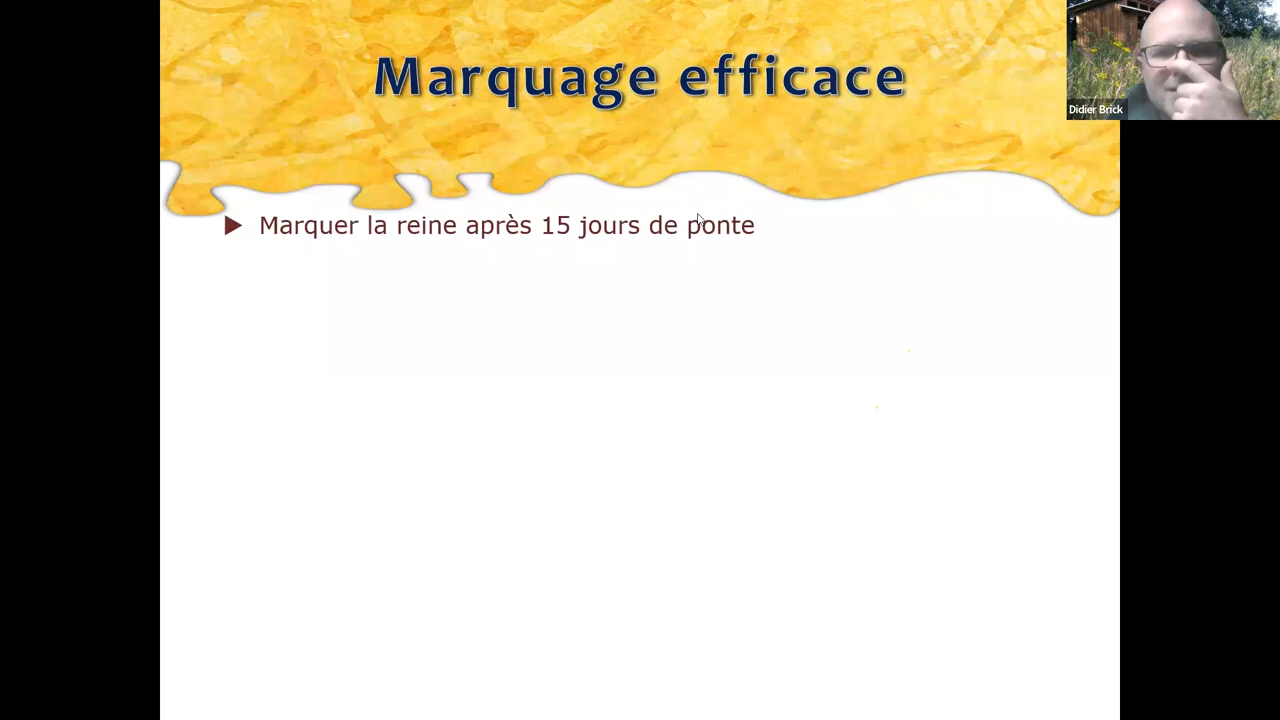 Marquage efficace
Didier Brick
Marquer la reine après 15 jours de ponte